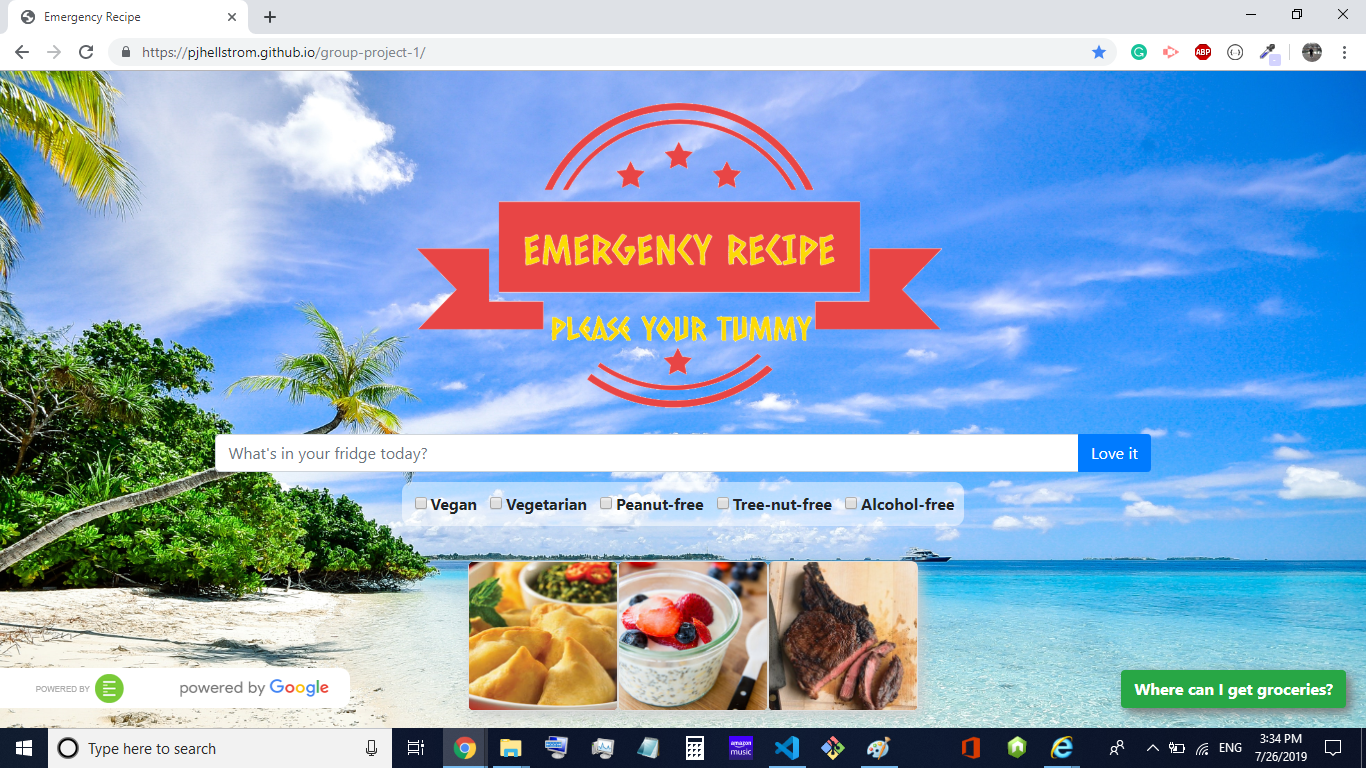 Emergency Recipe
https://pjhellstrom.github.io/group-project-1/
ABP
EMERGENCY RECIPE
PLEASE YOUR TUMMY
What's in your fridge today?
Love it
Vegan Vegetarian Peanut-free Tree-nut-free Alcohol-free
POWERED BY
powered by Google
Where can I get groceries?
Type here to search
amazon music
ENG
3:34 PM
7/26/2019